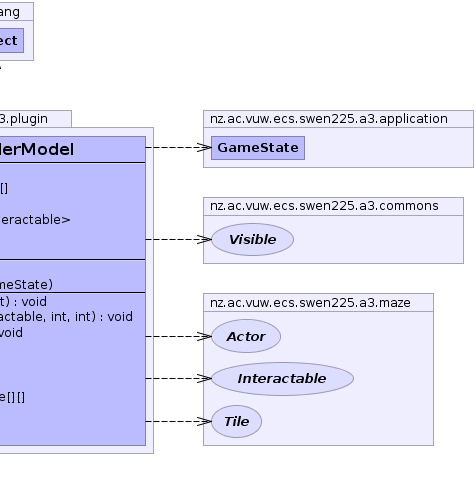 ang
ect
3.plugin
lerModel
[]
eractable>
meState)
t) : void
actable, int, int) : void
void
e[][]
nz.ac.vuw.ecs.swen225.a3.application
GameState
nz.ac.vuw.ecs.swen225.a3.commons
Visible
nz.ac.vuw.ecs.swen225.a3.maze
Actor
Interactable
Tile